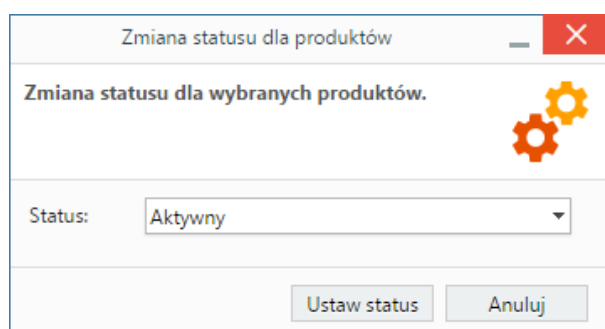 Zmiana statusu dla produktów
Zmiana statusu dla wybranych produktów.
Status: Aktywny
Ustaw status Anuluj